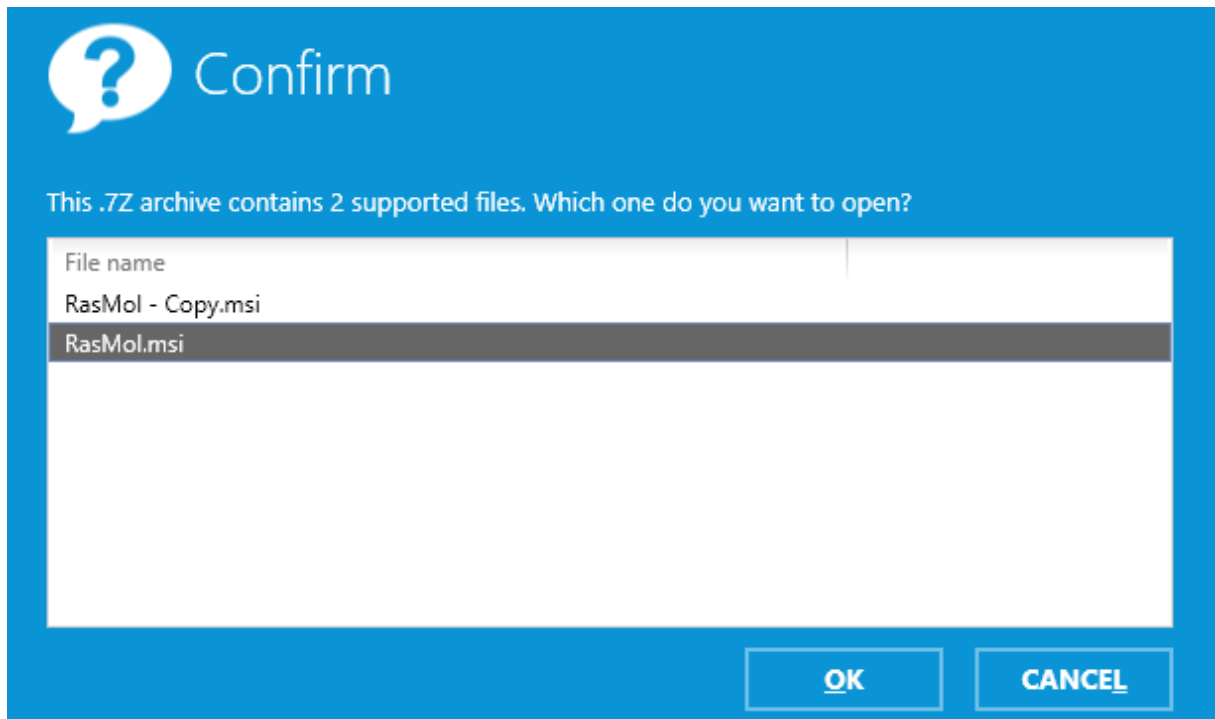 ?
Confirm
This .7Z archive contains 2 supported files. Which one do you want to open?
File name
RasMol - Copy.msi
RasMol.msi
OK
CANCEL